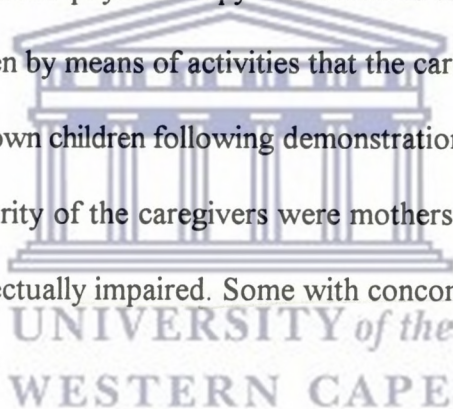 en by means of activities that the car
own children following demonstration
rity of the caregivers were mothers
ectually impaired. Some with concor
UNIVERSITY of the
WESTERN CAPE